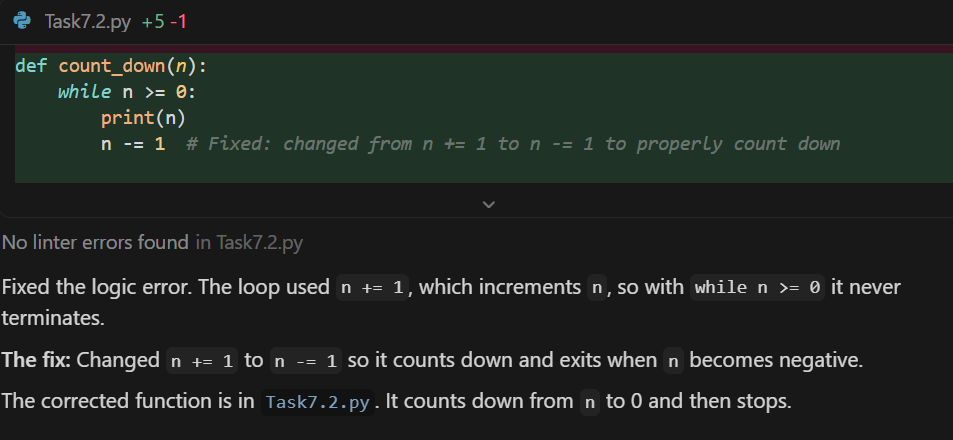 Task7.2.py +5 -1
def count_down(n):
    while n >= 0:
        print(n)
        n -= 1  # Fixed: changed from n += 1 to n -= 1 to properly count down
No linter errors found in Task7.2.py
Fixed the logic error. The loop used n += 1, which increments n, so with while n >= 0 it never
terminates.
The fix: Changed n += 1 to n -= 1 so it counts down and exits when n becomes negative.
The corrected function is in Task7.2.py. It counts down from n to 0 and then stops.